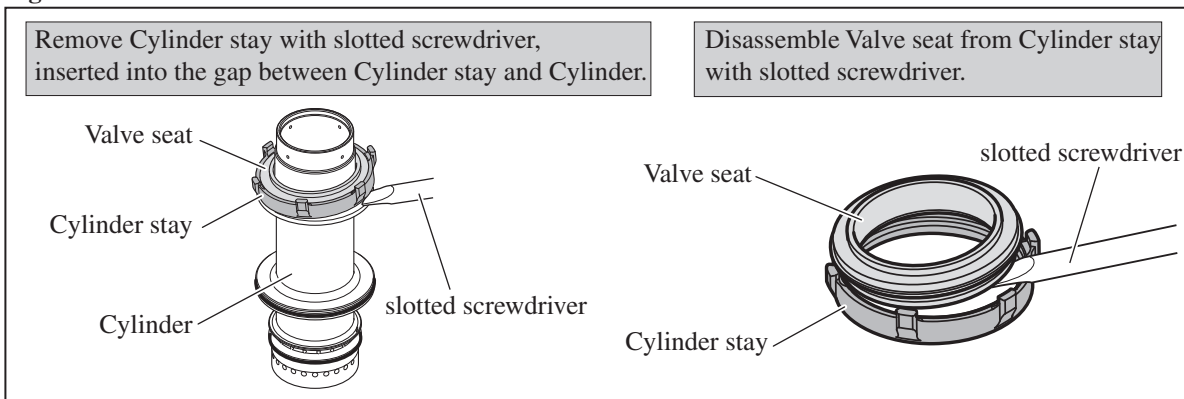 Remove Cylinder stay with slotted screwdriver,
inserted into the gap between Cylinder stay and Cylinder.
Valve seat
Cylinder stay
Cylinder
slotted screwdriver
Disassemble Valve seat from Cylinder stay
with slotted screwdriver.
slotted screwdriver
Valve seat
Cylinder stay